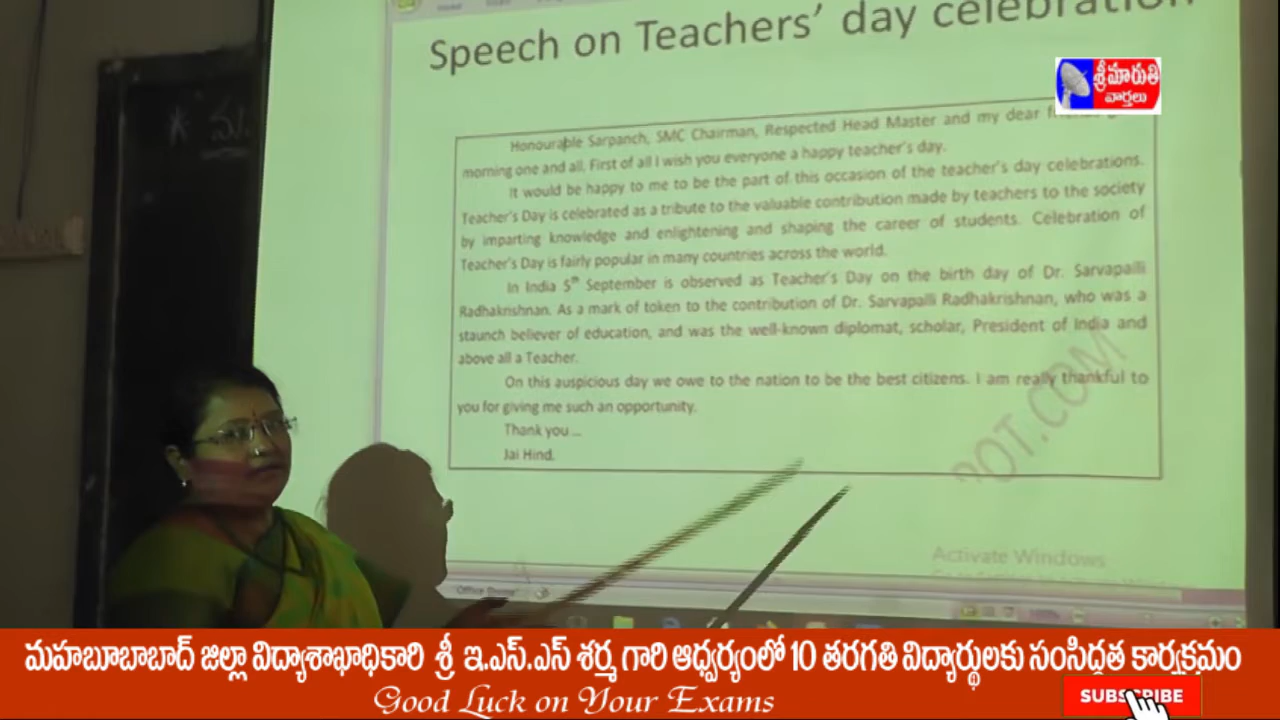 Speech on Teachers' day celebration
శ్రీమారుతి
వార్తలు
* మ
Honourable Sarpanch, SMC Chairman, Respected Head Master and my dear
morning one and all. First of all I wish you everyone a happy teacher's day.
It would be happy to me to be the part of this occasion of the teacher's day celebrations.
Teacher's Day is celebrated as a tribute to the valuable contribution made by teachers to the society
by imparting knowledge and enlightening and shaping the career of students. Celebration of
Teacher's Day is fairly popular in many countries across the world.
In India 5th September is observed as Teacher's Day on the birth day of Dr. Sarvapalli
Radhakrishnan. As a mark of token to the contribution of Dr. Sarvapalli Radhakrishnan, who was a
staunch believer of education, and was the well-known diplomat, scholar, President of India and
above all a Teacher.
On this auspicious day we owe to the nation to be the best citizens. I am really thankful to
you for giving me such an opportunity.
Thank you...
Jai Hind.
OT.COM
Activate Windows
"Office Theme"
మహబూబాబాద్ జిల్లా విద్యాశాఖాధికారి శ్రీ ఇ.ఎస్.ఎస్ శర్మ గారి ఆధ్వర్యంలో 10 తరగతి విద్యార్థులకు సంసిద్ధత కార్యక్రమం
Good Luck on Your Exams
SUBSCRIBE